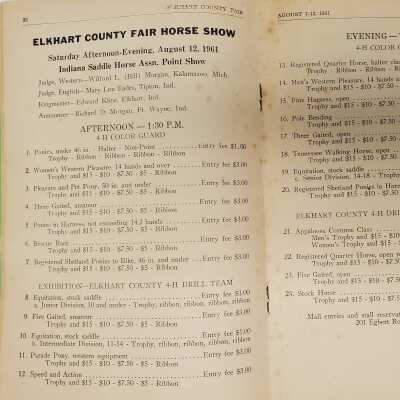 ELKHART COUNTY FAIR
ELKHART COUNTY FAIR HORSE SHOW
Saturday Afternoon-Evening, August 12, 1961
Indiana Saddle Horse Assn. Point Show
Judge, Western—Wilford L. (Bill) Morgan, Kalamazoo, Mich.
Judge, English—Mary Lou Eades, Tipton, Ind.
Ringmaster—Edward Kline, Elkhart, Ind.
Announcer—Richard D. Morgan, Ft. Wayne, Ind.
AFTERNOON — 1:30 P.M.
4-H COLOR GUARD
1. Ponies, under 46 in. - Halter - Non-Point ........ Entry fee $1.00
Trophy - Ribbon - Ribbon - Ribbon - Ribbon
2. Women's Western Pleasure, 14 hands and over ........ Entry fee $3.00
Trophy and $15 - $10 - $7.50 - $5 - Ribbon
3. Pleasure and Pet Pony, 50 in. and under ........ Entry fee $3.00
Trophy and $15 - $10 - $7.50 - $5 - Ribbon
4. Three Gaited, amateur ........ Entry fee $3.00
Trophy and $15 - $10 - $7.50 - $5 - Ribbon
5. Ponies in Harness, not exceeding 14.2 hands ........ Entry fee $3.00
Trophy and $15 - $10 - $7.50 - $5 - Ribbon
6. Rescue Race ........ Entry fee $3.00
Trophy and $15 - $10 - $7.50 - $5 - Ribbon
7. Registered Shetland Ponies to Bike, 46 in. and under ........ Entry fee $3.00
Trophy and $15 - $10 - $7.50 - $5 - Ribbon
EXHIBITION—ELKHART COUNTY 4-H DRILL TEAM
8. Equitation, stock saddle ........ Entry fee $1.00
a. Junior Division, 10 and under - Trophy, ribbon, ribbon, ribbon, ribbon
9. Five Gaited, amateur ........ Entry fee $3.00
Trophy and $15 - $10 - $7.50 - $5 - Ribbon
10. Equitation, stock saddle ........ Entry fee $1.00
b. Intermediate Division, 11-14 - Trophy, ribbon, ribbon, ribbon, ribbon
11. Parade Pony, western equipment ........ Entry fee $3.00
Trophy and $15 - $10 - $7.50 - $5 - Ribbon
12. Speed and Action ........ Entry fee $3.00
Trophy and $15 - $10 - $7.50 - $5 - Ribbon
AUGUST 7-12, 1961
EVENING —
4-H COLOR G
13. Registered Quarter Horse, halter
Trophy - Ribbon - Ribbon - R
14. Men's Western Pleasure, 14 hands a
Trophy and $15 - $10 - $7.50
15. Fine Harness, open
Trophy and $15 - $10 - $7.50
16. Pole Bending
Trophy and $15 - $10 - $7.50
17. Three Gaited, open
Trophy and $15 - $10 - $7.50
18. Tennessee Walking Horse, open
Trophy and $15 - $10 - $7.50
19. Equitation, stock saddle
c. Senior Division, 14-18 - Trophy
20. Registered Shetland Ponies in Harn
Trophy and $15 - $10 - $7.50
ELKHART COUNTY 4-H DRIL
21. Appaloosa Costume Class
Men's Trophy and $15 - $10
Women's Trophy and $15 -
22. Registered Quarter Horse, open
Trophy and $15 - $10 - $7.50
23. Five Gaited, open
Trophy and $15 - $10 - $7.50
24. Stock Horse
Trophy and $15 - $10 - $7.50
Mail entries and stall reservat
201 Egbert Ro